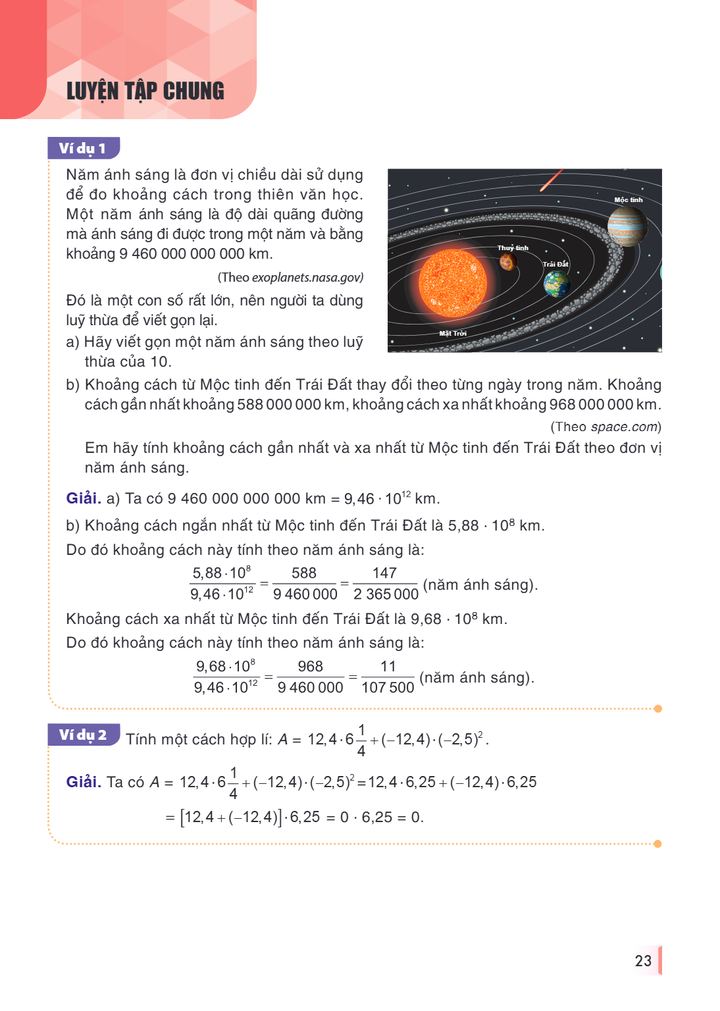 LUYỆN TẬP CHUNG
Ví dụ 1
Năm ánh sáng là đơn vị chiều dài sử dụng
để đo khoảng cách trong thiên văn học.
Một năm ánh sáng là độ dài quãng đường
mà ánh sáng đi được trong một năm và bằng
khoảng 9 460 000 000 000 km.
(Theo exoplanets.nasa.gov)
Đó là một con số rất lớn, nên người ta dùng
luỹ thừa để viết gọn lại.
a) Hãy viết gọn một năm ánh sáng theo luỹ
thừa của 10.
Mộc tinh
Thuỷ tinh
Trái Đất
Mặt Trời
b) Khoảng cách từ Mộc tinh đến Trái Đất thay đổi theo từng ngày trong năm. Khoảng
cách gần nhất khoảng 588 000 000 km, khoảng cách xa nhất khoảng 968 000 000 km.
(Theo space.com)
Em hãy tính khoảng cách gần nhất và xa nhất từ Mộc tinh đến Trái Đất theo đơn vị
năm ánh sáng.
Giải. a) Ta có 9 460 000 000 000 km = 9,46 · 10¹² km.
b) Khoảng cách ngắn nhất từ Mộc tinh đến Trái Đất là 5,88 · 10⁸ km.
Do đó khoảng cách này tính theo năm ánh sáng là:
5,88 · 10⁸ / 9,46 · 10¹² = 588 / 9 460 000 = 147 / 2 365 000 (năm ánh sáng).
Khoảng cách xa nhất từ Mộc tinh đến Trái Đất là 9,68 · 10⁸ km.
Do đó khoảng cách này tính theo năm ánh sáng là:
9,68 · 10⁸ / 9,46 · 10¹² = 968 / 9 460 000 = 11 / 107 500 (năm ánh sáng).
Ví dụ 2
Tính một cách hợp lí: A = 12,4 · 6 1/4 + (−12,4) · (−2,5)².
Giải. Ta có A = 12,4 · 6 1/4 + (−12,4) · (−2,5)² = 12,4 · 6,25 + (−12,4) · 6,25
= [12,4 + (−12,4)] · 6,25 = 0 · 6,25 = 0.
23